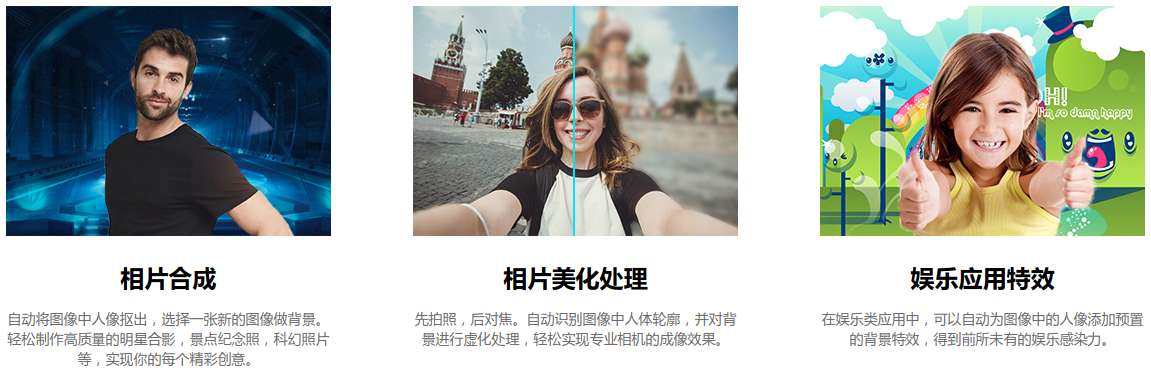 OH!
I'm so damn happy
相片合成
自动将图像中人像抠出，选择一张新的图像做背景。
轻松制作高质量的明星合影，景点纪念照，科幻照片
等，实现你的每个精彩创意。
相片美化处理
先拍照，后对焦。自动识别图像中人体轮廓，并对背
景进行虚化处理，轻松实现专业相机的成像效果。
娱乐应用特效
在娱乐类应用中，可以自动为图像中的人像添加预置
的背景特效，得到前所未有的娱乐感染力。